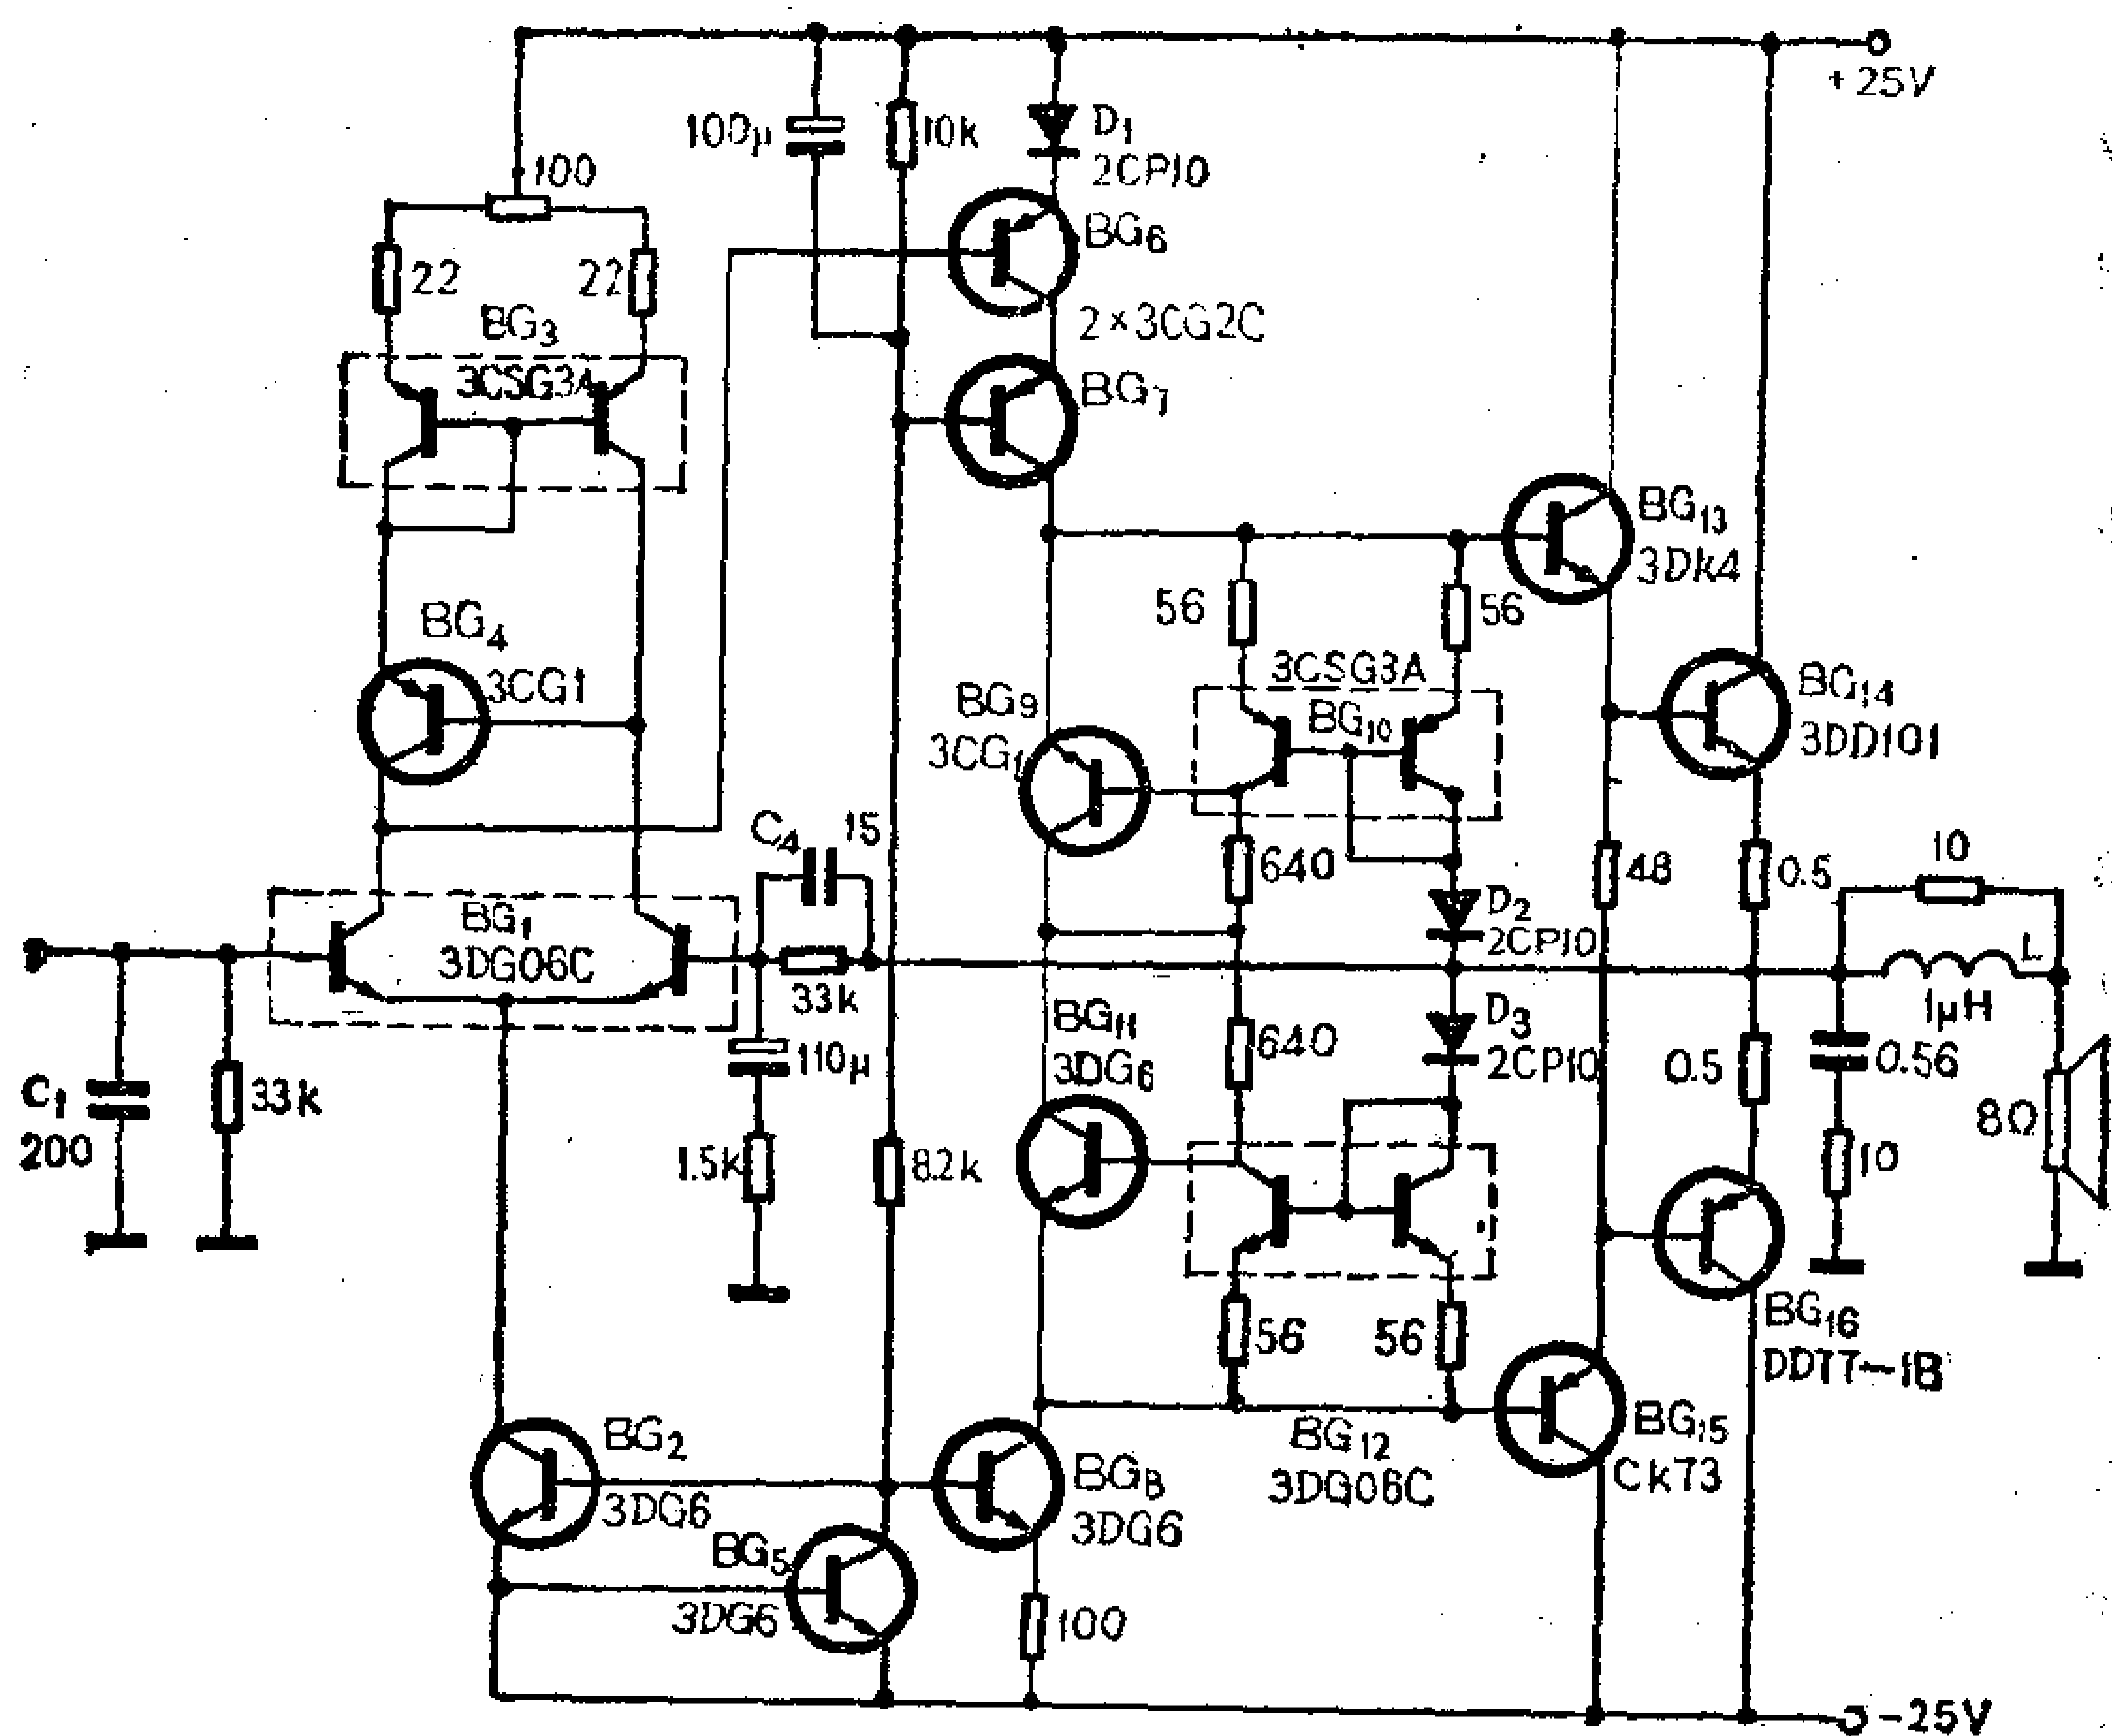 +25V
100µ
10k
D1
2CP10
100
BG6
22
22
2×3CG2C
BG3
3CSG3A
BG7
BG13
3Dk4
56
56
BG4
3CG1
3CSG3A
BG9
BG10
3CG1
BG14
3DD101
C4
15
640
48
0.5
10
D2
2CP10
BG1
3DG06C
L
33k
1µH
BG11
3DG6
D3
2CP10
110µ
640
0.5
0.56
C1
200
33k
8Ω
1.5k
82k
10
56
56
BG16
DD77-1B
BG2
3DG6
BG8
3DG6
BG12
3DG06C
BG15
Ck73
BG5
3DG6
100
-25V